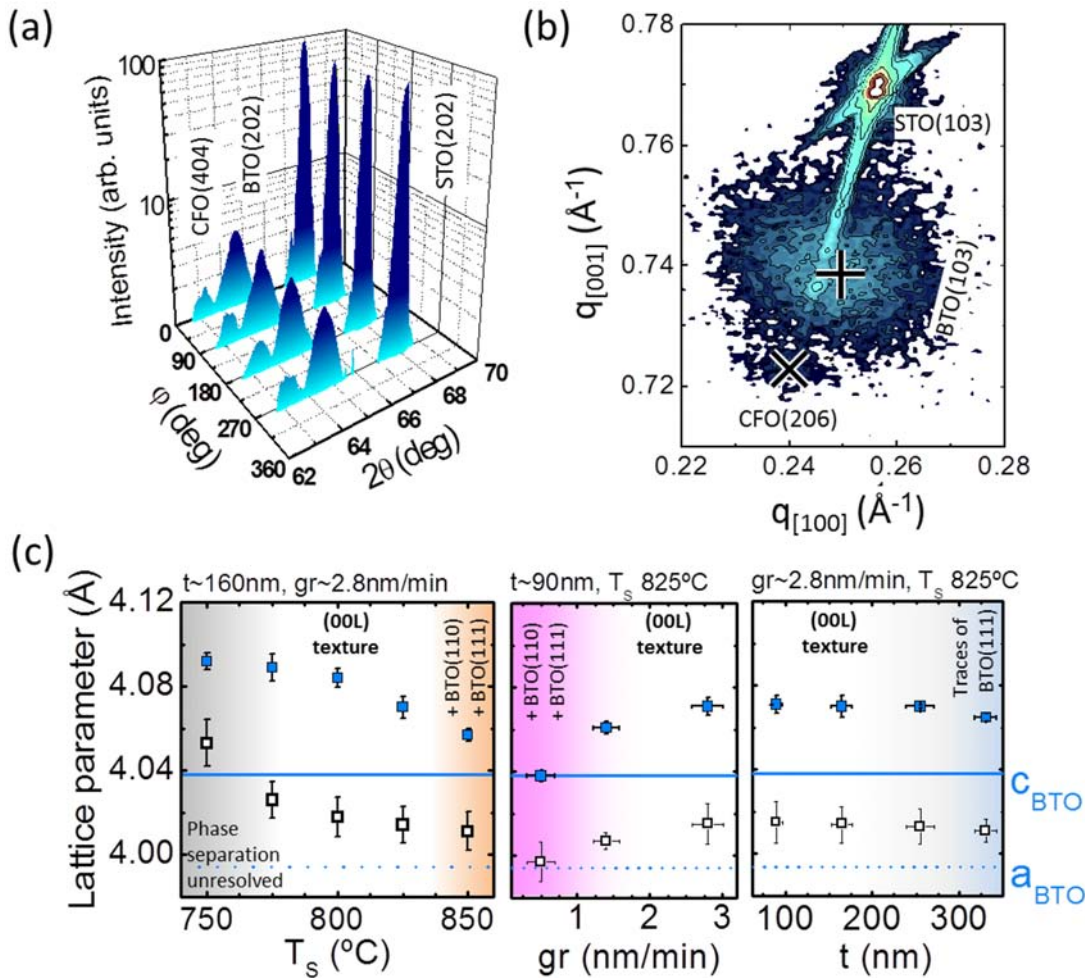 (a)
100
10
Intensity (arb. units)
CFO(404)
BTO(202)
STO(202)
0
90
180
270
360
φ(deg)
62
64
66
68
70
2θ(deg)
(b)
0.78
0.76
0.74
0.72
q[001] (Å-1)
STO(103)
BTO(103)
CFO(206)
0.22
0.24
0.26
0.28
q[100] (Å-1)
(c)
t~160nm, gr~2.8nm/min
t~90nm, TS 825ºC
gr~2.8nm/min, TS 825ºC
Lattice parameter (Å)
4.12
4.08
4.04
4.00
(00L)
texture
+ BTO(110)
+ BTO(111)
Phase
separation
unresolved
750
800
850
TS (ºC)
+ BTO(110)
+ BTO(111)
(00L)
texture
0
1
2
3
gr (nm/min)
(00L)
texture
Traces of
BTO(111)
100
200
300
t (nm)
cBTO
aBTO